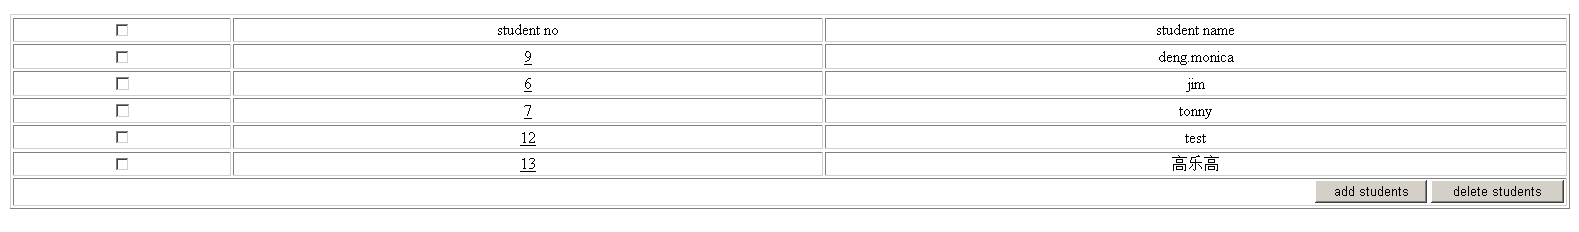 student no student name
9 deng.monica
6 jim
7 tonny
12 test
13 高乐高
add students delete students